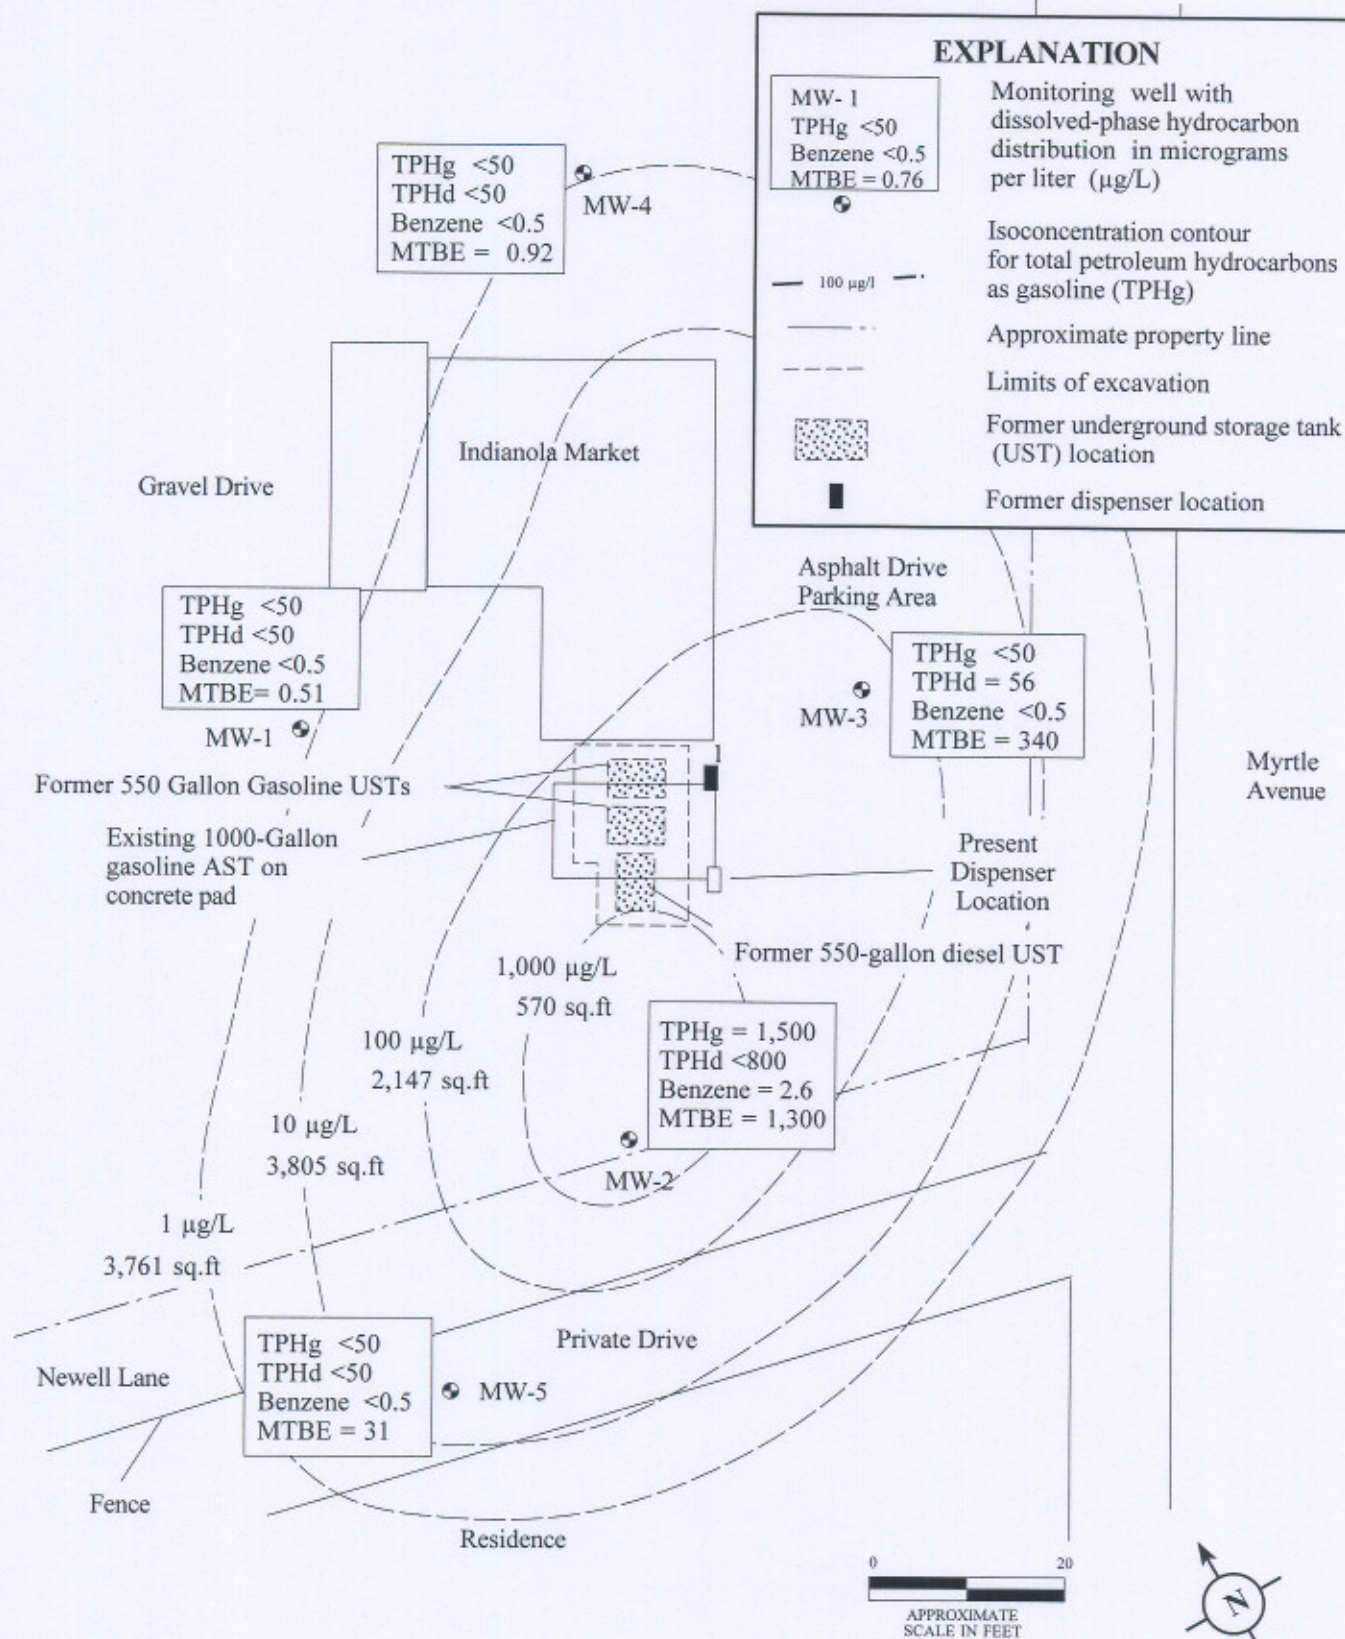 EXPLANATION
MW- 1
TPHg <50
Benzene <0.5
MTBE = 0.76
Monitoring well with
dissolved-phase hydrocarbon
distribution in micrograms
per liter (µg/L)
100 µg/l
Isoconcentration contour
for total petroleum hydrocarbons
as gasoline (TPHg)
Approximate property line
Limits of excavation
Former underground storage tank
(UST) location
Former dispenser location
TPHg <50
TPHd <50
Benzene <0.5
MTBE = 0.92
MW-4
Indianola Market
Gravel Drive
Asphalt Drive
Parking Area
TPHg <50
TPHd <50
Benzene <0.5
MTBE= 0.51
MW-1
TPHg <50
TPHd = 56
Benzene <0.5
MTBE = 340
MW-3
1
Myrtle
Avenue
Former 550 Gallon Gasoline USTs
Existing 1000-Gallon
gasoline AST on
concrete pad
Present
Dispenser
Location
Former 550-gallon diesel UST
1,000 µg/L
570 sq.ft
100 µg/L
2,147 sq.ft
TPHg = 1,500
TPHd <800
Benzene = 2.6
MTBE = 1,300
MW-2
10 µg/L
3,805 sq.ft
1 µg/L
3,761 sq.ft
TPHg <50
TPHd <50
Benzene <0.5
MTBE = 31
MW-5
Private Drive
Newell Lane
Fence
Residence
0 20
APPROXIMATE
SCALE IN FEET
N